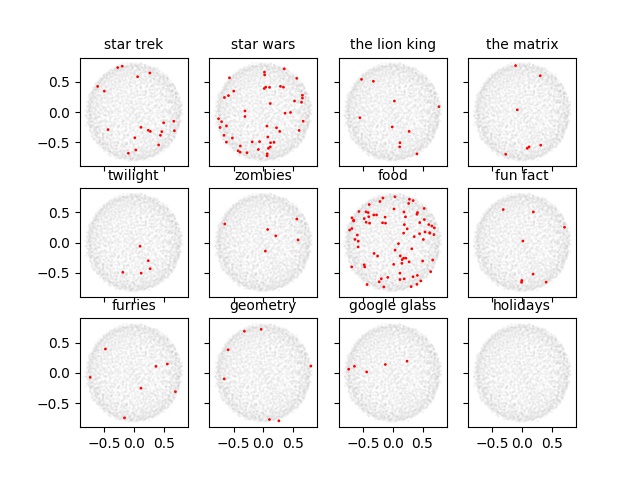 star trek star wars the lion king the matrix
0.5
0.0
−0.5
twilight zombies food fun fact
0.5
0.0
−0.5
furries geometry google glass holidays
0.5
0.0
−0.5
−0.5 0.0 0.5 −0.5 0.0 0.5 −0.5 0.0 0.5 −0.5 0.0 0.5